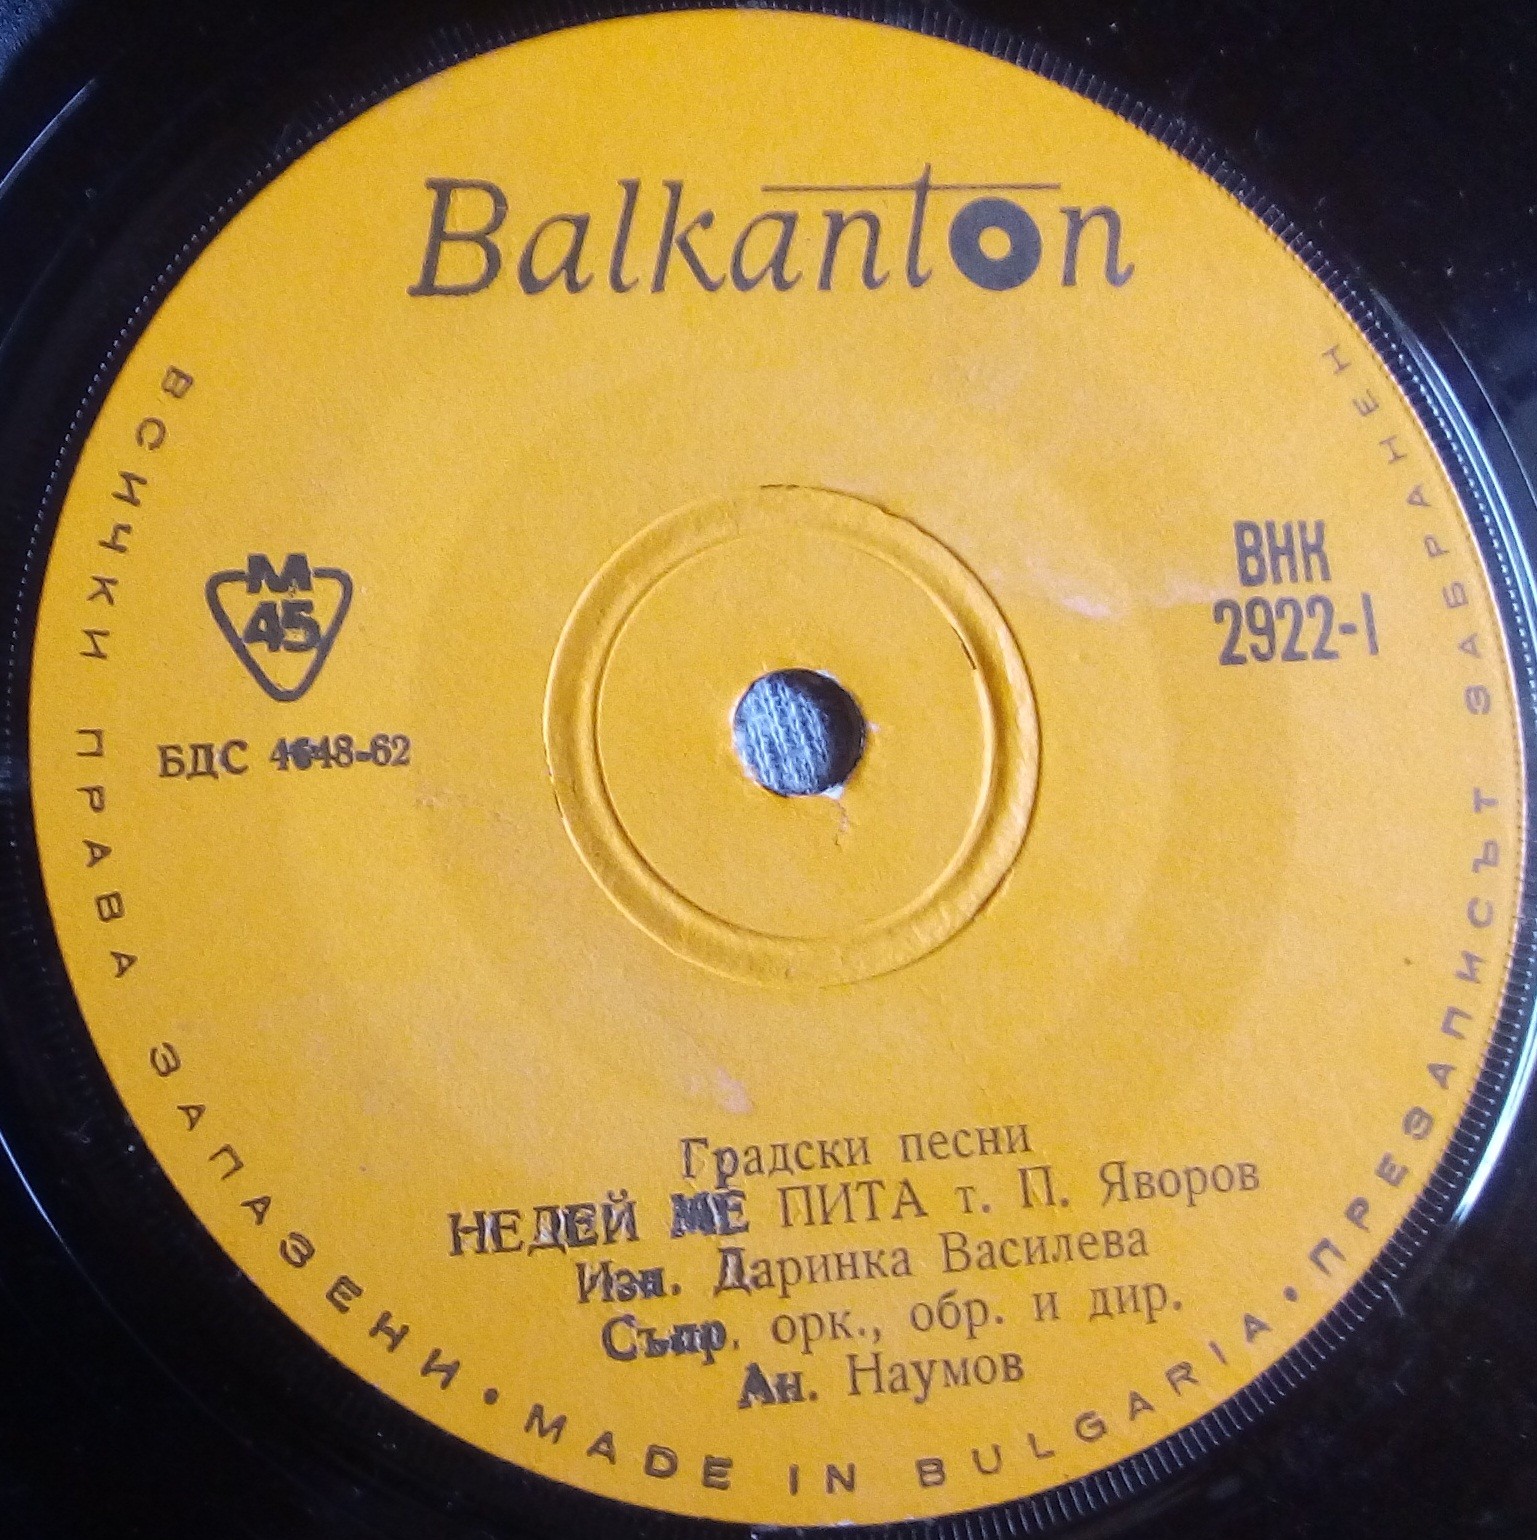 Balkanton
ВНК
2922-1
М
45
БДС 4648-62
Градски песни
НЕДЕЙ МЕ ПИТА т. П. Яворов
Изп. Даринка Василева
Съпр. орк., обр. и дир.
Ан. Наумов
ВСИЧКИ ПРАВА ЗАПАЗЕНИ • MADE IN BULGARIA • ПРЕЗАПИСЪТ ЗАБРАНЕН